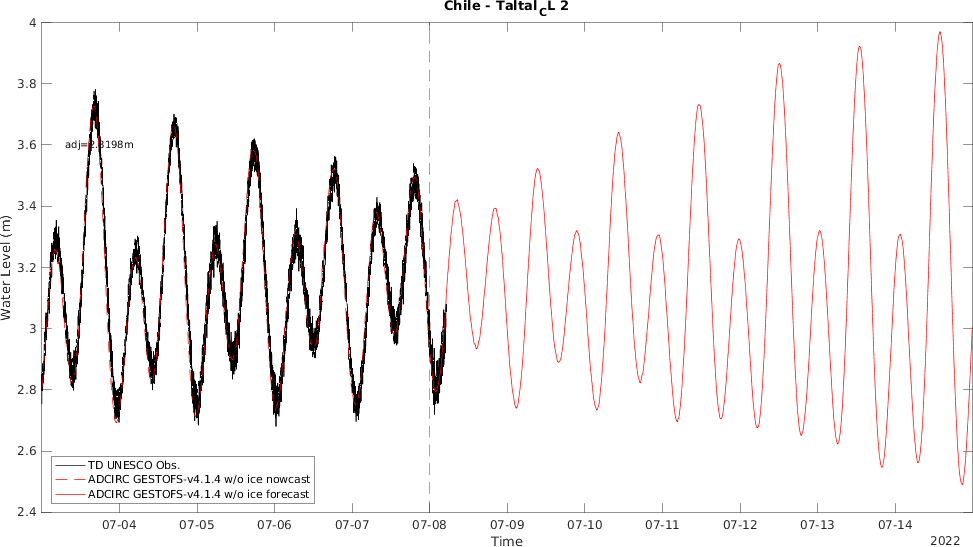 Chile - Taltal_CL 2
4
3.8
3.6
3.4
3.2
3
2.8
2.6
2.4
Water Level (m)
adj=2.8198m
TD UNESCO Obs.
ADCIRC GESTOFS-v4.1.4 w/o ice nowcast
ADCIRC GESTOFS-v4.1.4 w/o ice forecast
07-04 07-05 07-06 07-07 07-08 07-09 07-10 07-11 07-12 07-13 07-14
Time
2022